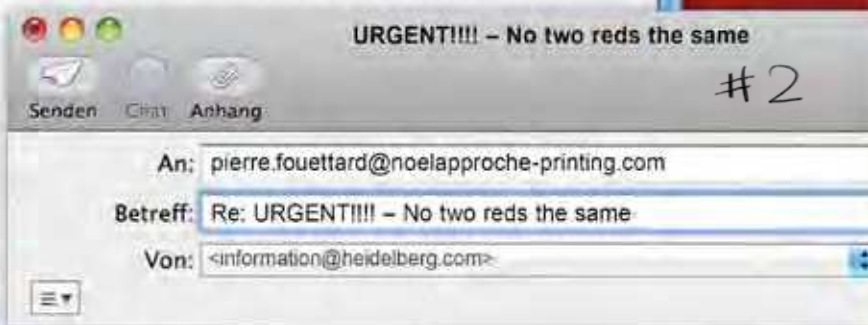 URGENT!!!! – No two reds the same
#2
Senden Chat Anhang
An: pierre.fouettard@noelapproche-printing.com
Betreff: Re: URGENT!!!! – No two reds the same
Von: <information@heidelberg.com>